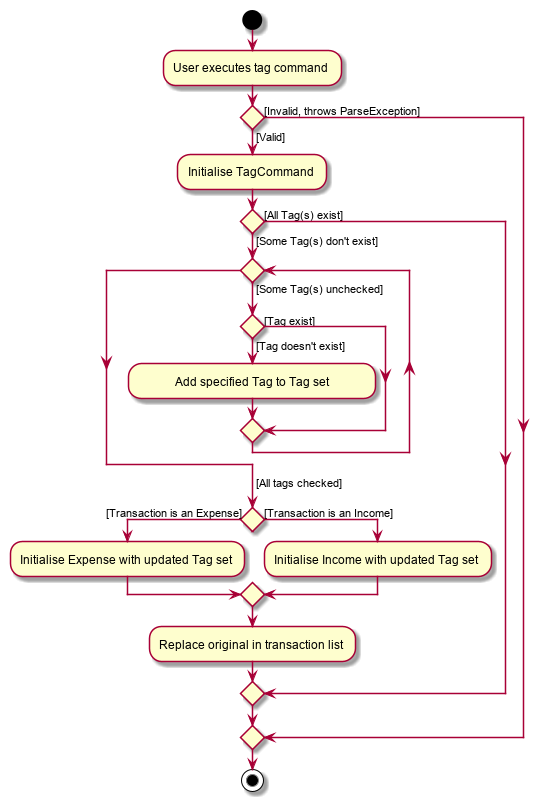 User executes tag command
[Invalid, throws ParseException]
[Valid]
Initialise TagCommand
[All Tag(s) exist]
[Some Tag(s) don't exist]
[Some Tag(s) unchecked]
[Tag exist]
[Tag doesn't exist]
Add specified Tag to Tag set
[All tags checked]
[Transaction is an Expense]
[Transaction is an Income]
Initialise Expense with updated Tag set
Initialise Income with updated Tag set
Replace original in transaction list